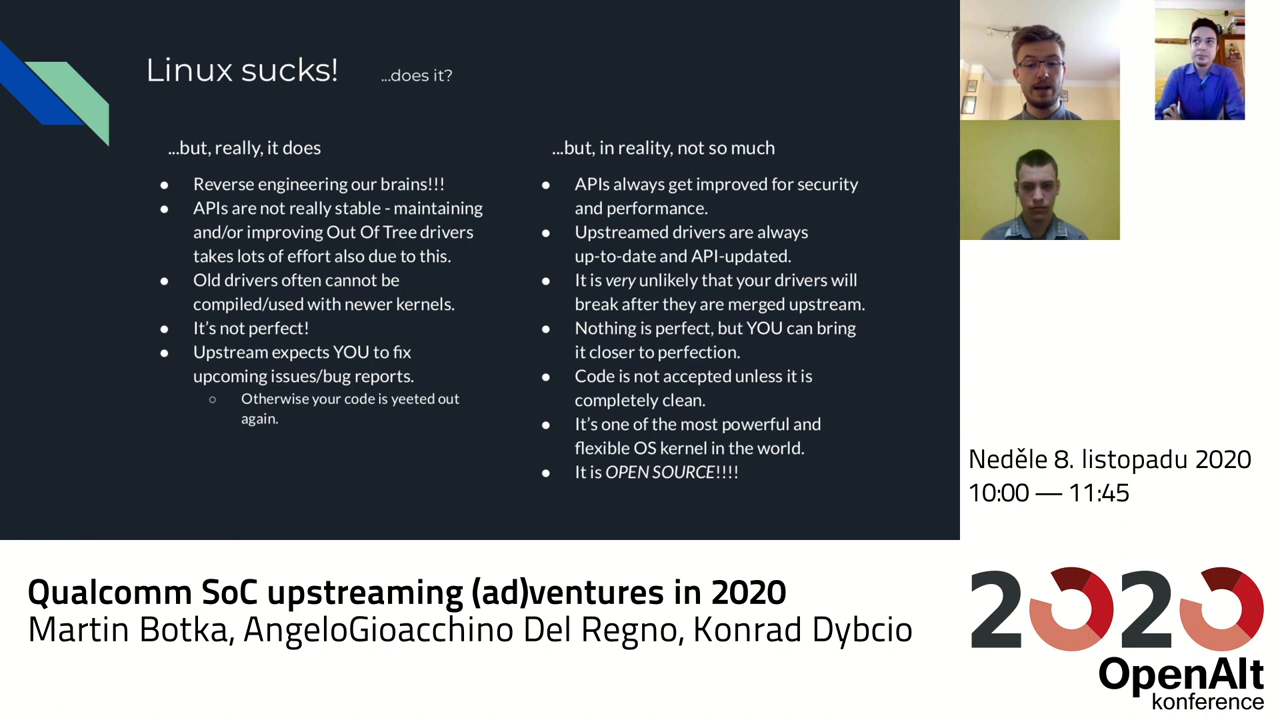 Linux sucks! ...does it?
...but, really, it does
● Reverse engineering our brains!!!
● APIs are not really stable - maintaining
and/or improving Out Of Tree drivers
takes lots of effort also due to this.
● Old drivers often cannot be
compiled/used with newer kernels.
● It's not perfect!
● Upstream expects YOU to fix
upcoming issues/bug reports.
○ Otherwise your code is yeeted out
again.
...but, in reality, not so much
● APIs always get improved for security
and performance.
● Upstreamed drivers are always
up-to-date and API-updated.
● It is very unlikely that your drivers will
break after they are merged upstream.
● Nothing is perfect, but YOU can bring
it closer to perfection.
● Code is not accepted unless it is
completely clean.
● It's one of the most powerful and
flexible OS kernel in the world.
● It is OPEN SOURCE!!!!
Neděle 8. listopadu 2020
10:00 — 11:45
Qualcomm SoC upstreaming (ad)ventures in 2020
Martin Botka, AngeloGioacchino Del Regno, Konrad Dybcio
2020
OpenAlt
konference